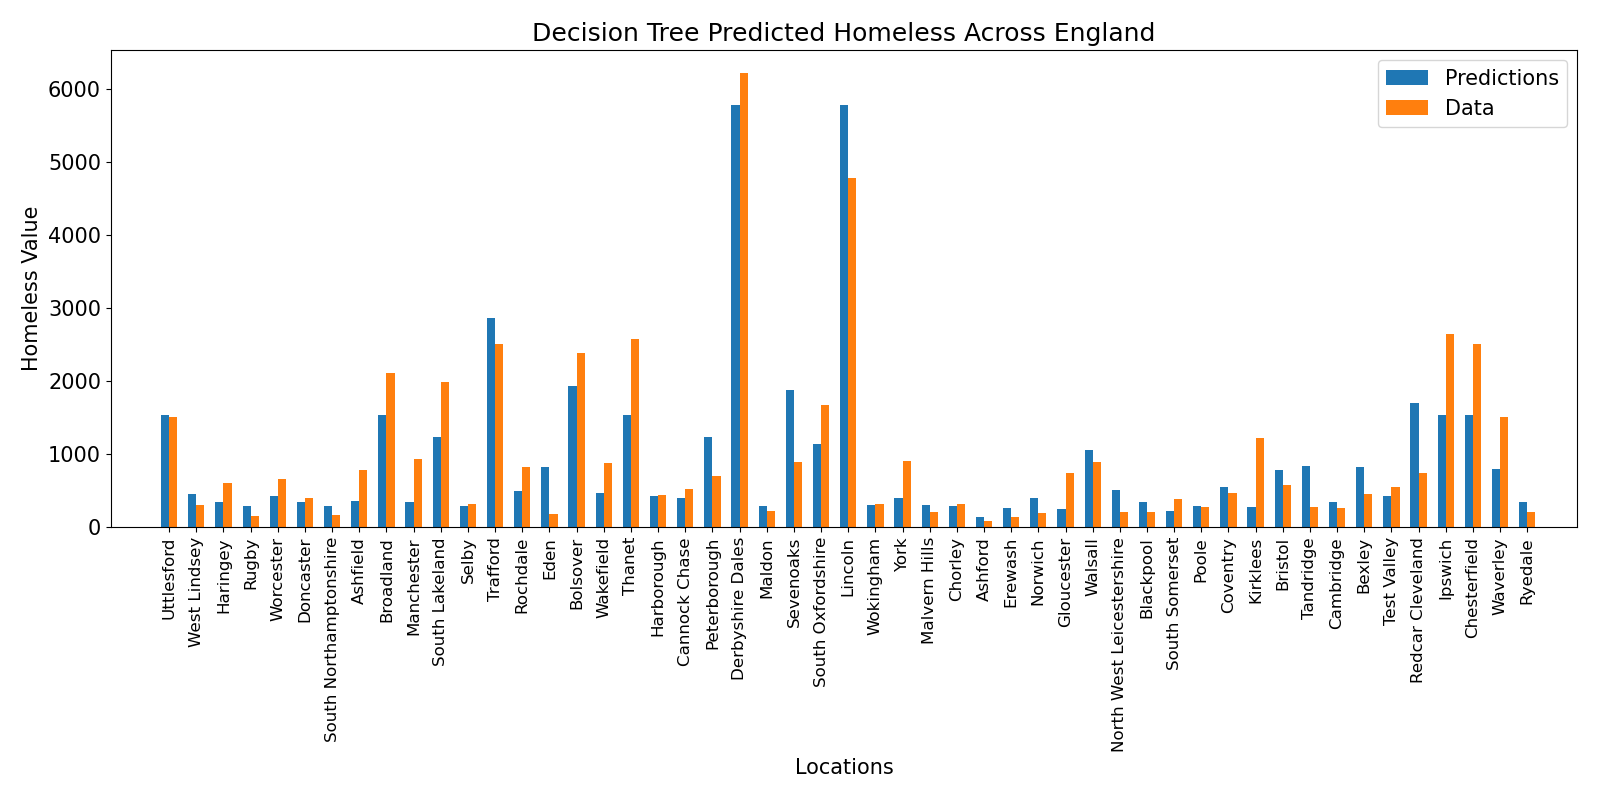 Decision Tree Predicted Homeless Across England
Predictions
Data
Homeless Value
6000
5000
4000
3000
2000
1000
0
Uttlesford
West Lindsey
Haringey
Rugby
Worcester
Doncaster
South Northamptonshire
Ashfield
Broadland
Manchester
South Lakeland
Selby
Trafford
Rochdale
Eden
Bolsover
Wakefield
Thanet
Harborough
Cannock Chase
Peterborough
Derbyshire Dales
Maldon
Sevenoaks
South Oxfordshire
Lincoln
Wokingham
York
Malvern Hills
Chorley
Ashford
Erewash
Norwich
Gloucester
Walsall
North West Leicestershire
Blackpool
South Somerset
Poole
Coventry
Kirklees
Bristol
Tandridge
Cambridge
Bexley
Test Valley
Redcar Cleveland
Ipswich
Chesterfield
Waverley
Ryedale
Locations